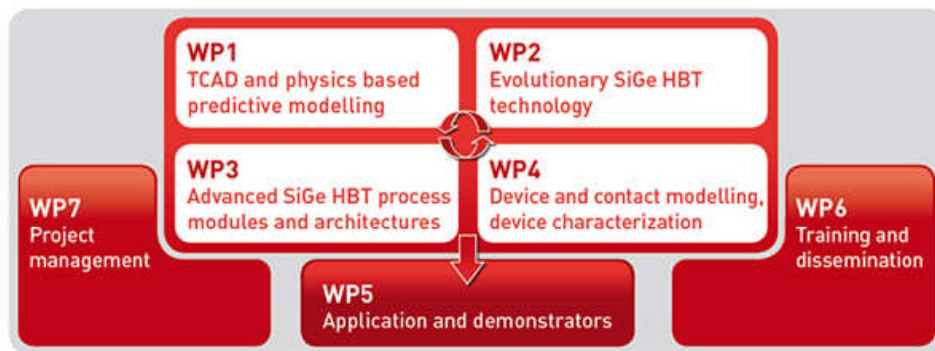 WP1
TCAD and physics based
predictive modelling
WP2
Evolutionary SiGe HBT
technology
WP3
Advanced SiGe HBT process
modules and architectures
WP4
Device and contact modelling,
device characterization
WP7
Project
management
WP6
Training and
dissemination
WP5
Application and demonstrators